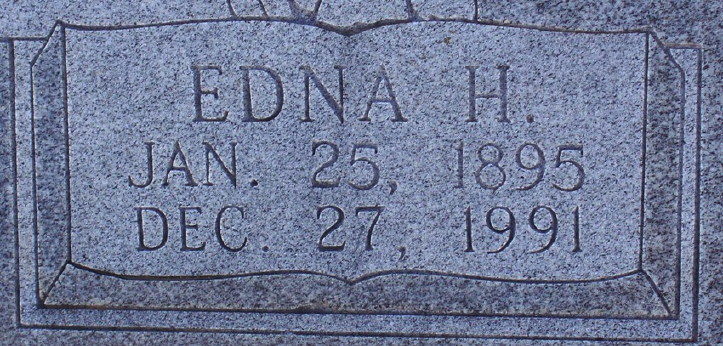 EDNA H.
JAN. 25, 1895
DEC. 27, 1991